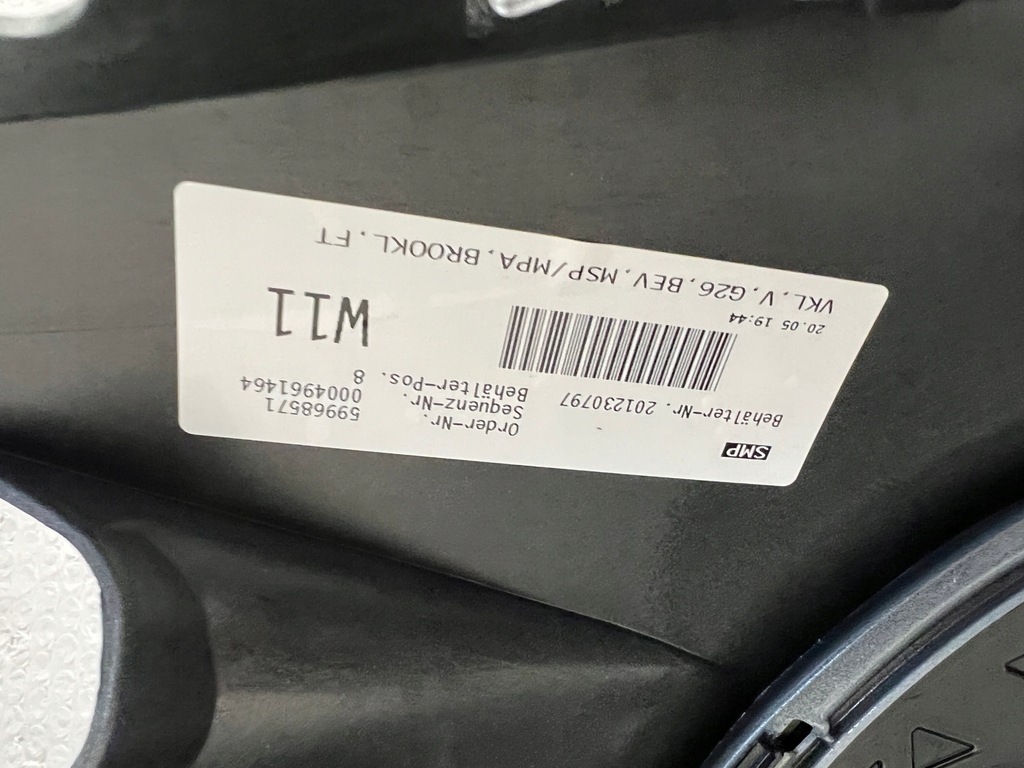 SMP
Order-Nr. 59968571
Behälter-Nr. 201230797 Sequenz-Nr. 0004961464
Behälter-Pos. 8
W11
20.05 19:44
VKL.V.G26.BEV.MSP/MPA.BROOKL.FT